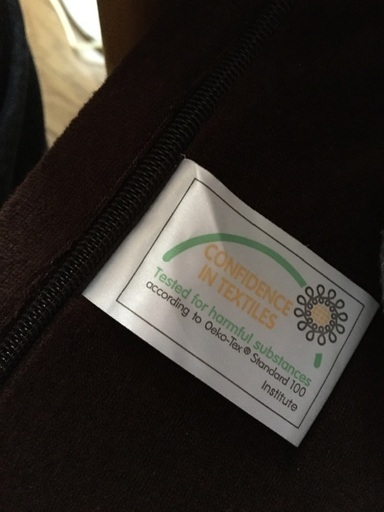 CONFIDENCE
IN TEXTILES
Tested for harmful substances
according to Oeko-Tex® Standard 100
Institute